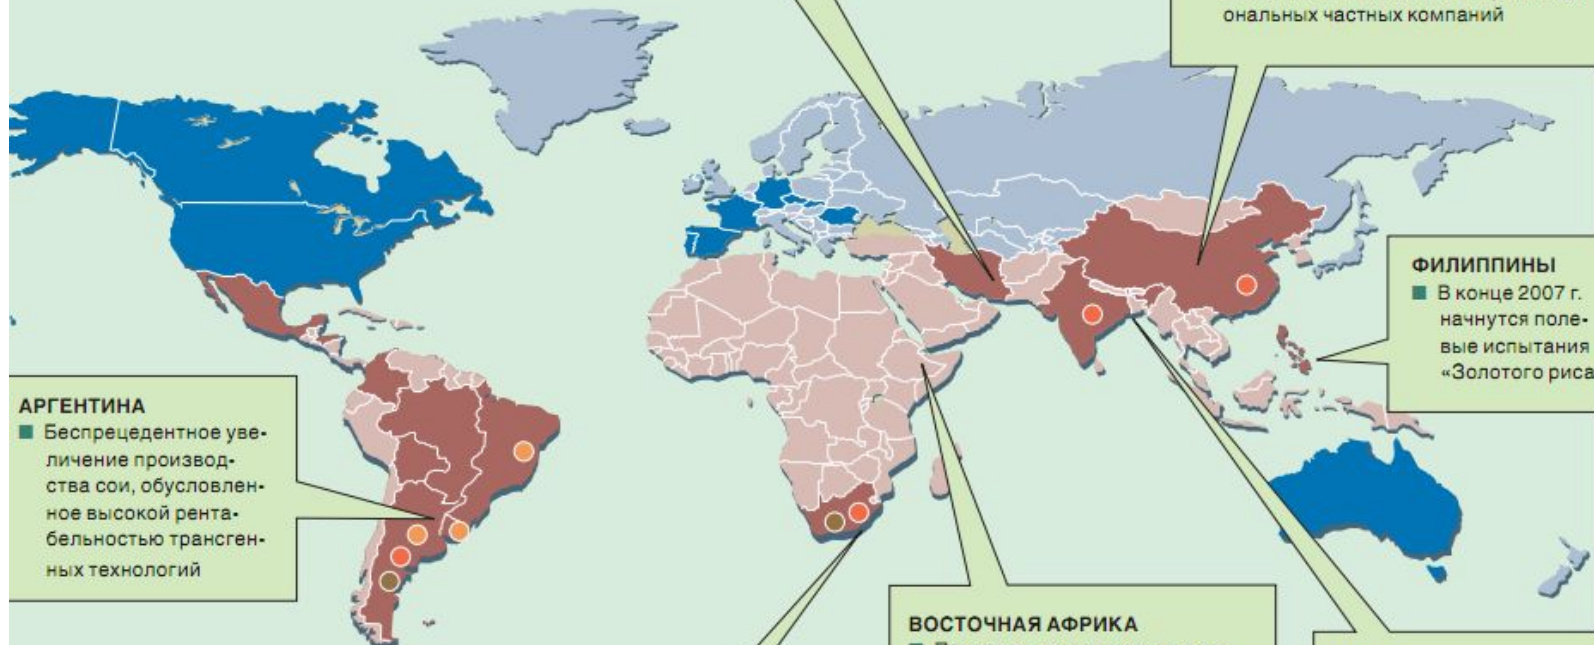 ональных частных компаний
ФИЛИППИНЫ
■ В конце 2007 г.
начнутся поле-
вые испытания
«Золотого риса
АРГЕНТИНА
■ Беспрецедентное уве-
личение производ-
ства сои, обусловлен-
ное высокой рента-
бельностью трансген-
ных технологий
ВОСТОЧНАЯ АФРИКА